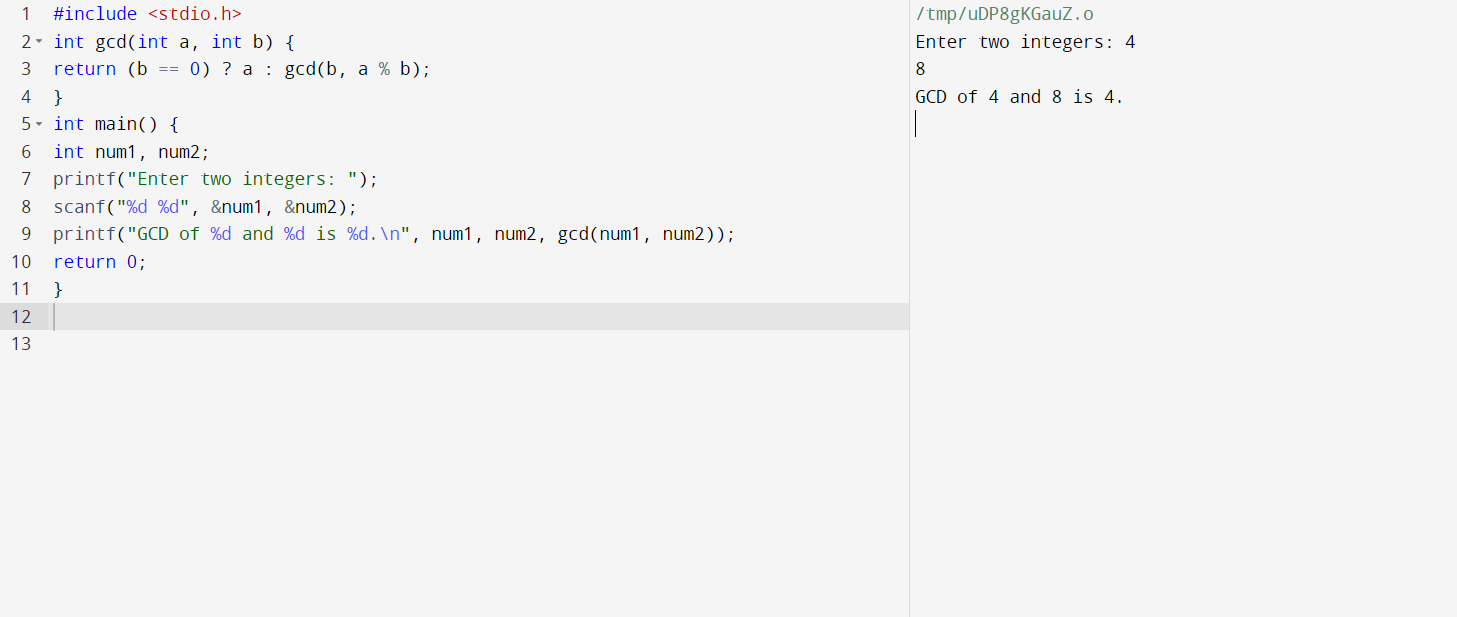 1 #include <stdio.h>
2 int gcd(int a, int b) {
3 return (b == 0) ? a : gcd(b, a % b);
4 }
5 int main() {
6 int num1, num2;
7 printf("Enter two integers: ");
8 scanf("%d %d", &num1, &num2);
9 printf("GCD of %d and %d is %d.\n", num1, num2, gcd(num1, num2));
10 return 0;
11 }
12
13
/tmp/uDP8gKGauZ.o
Enter two integers: 4
8
GCD of 4 and 8 is 4.